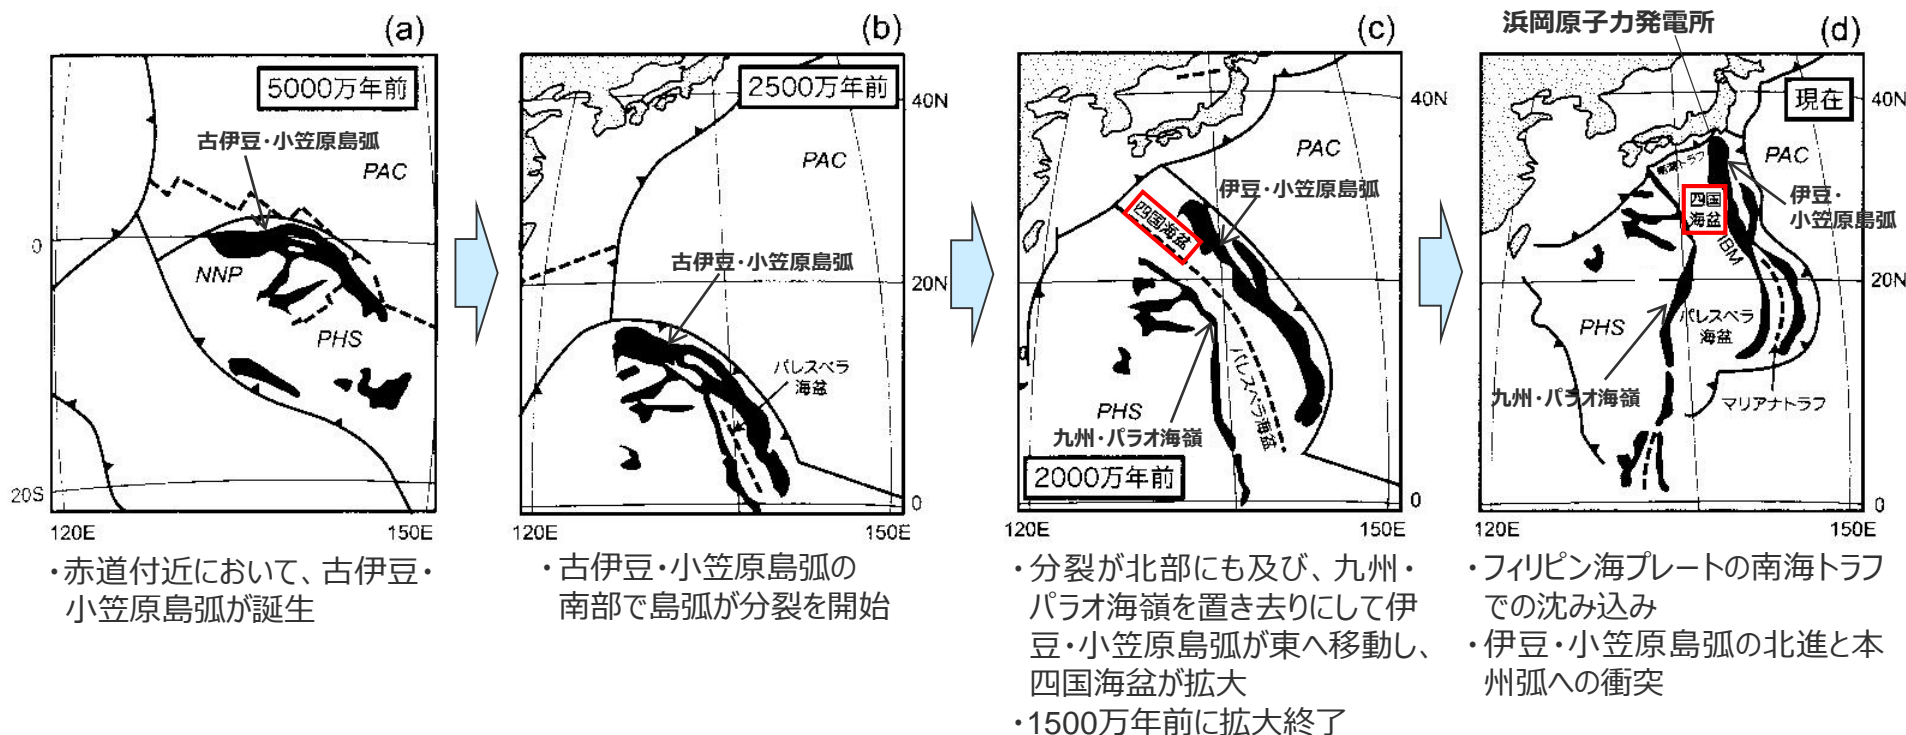 (a)
5000万年前
古伊豆・小笠原島弧
PAC
NNP
PHS
0
20S
120E
150E
・赤道付近において、古伊豆・
小笠原島弧が誕生
(b)
2500万年前
40N
PAC
古伊豆・小笠原島弧
20N
パレスベラ
海盆
0
120E
150E
・古伊豆・小笠原島弧の
南部で島弧が分裂を開始
(c)
40N
PAC
伊豆・小笠原島弧
四国海盆
20N
パレスベラ海盆
PHS
九州・パラオ海嶺
2000万年前
0
120E
150E
・分裂が北部にも及び、九州・
パラオ海嶺を置き去りにして伊
豆・小笠原島弧が東へ移動し、
四国海盆が拡大
・1500万年前に拡大終了
浜岡原子力発電所
(d)
現在
40N
PAC
南海トラフ
伊豆・
小笠原島弧
四国
海盆
IBM
20N
PHS
パレスベラ
海盆
九州・パラオ海嶺
マリアナトラフ
0
120E
150E
・フィリピン海プレートの南海トラフ
での沈み込み
・伊豆・小笠原島弧の北進と本
州弧への衝突